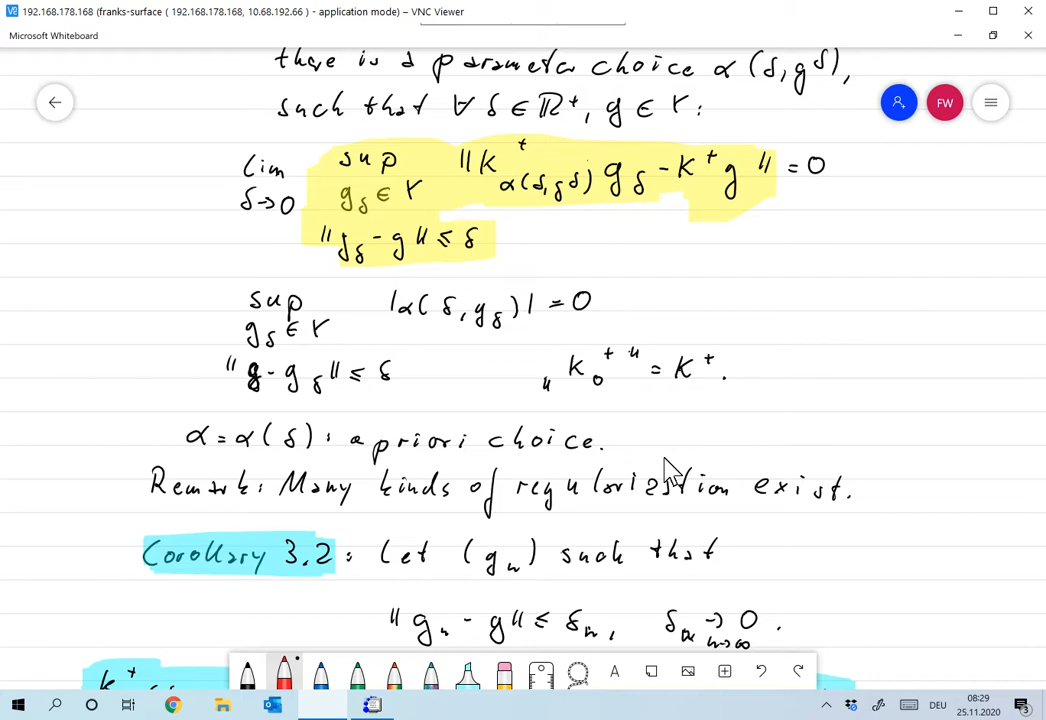 192.168.178.168 (franks-surface ( 192.168.178.168, 10.68.192.66 ) - application mode) – VNC Viewer
Microsoft Whiteboard
there is a parameter choice α(δ, g^δ),
such that ∀ δ ∈ ℝ⁺, g ∈ Y:
lim sup ‖K⁺_α(δ,gδ) g_δ − K⁺ g‖ = 0
δ→0 g_δ ∈ Y
‖g_δ − g‖ ≤ δ
sup |α(δ, g_δ)| = 0
g_δ ∈ Y
‖g − g_δ‖ ≤ δ „K₀⁺" = K⁺.
α = α(δ): a priori choice.
Remark: Many kinds of regularization exist.
Corollary 3.2: Let (g_n) such that
‖g_n − g‖ ≤ δ_n, δ_n → 0.
n→∞
K⁺
FW
DEU
08:29
25.11.2020
3